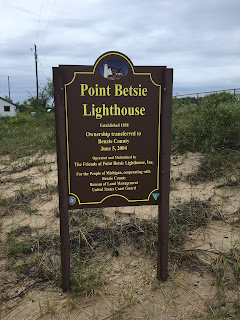 Point Betsie
Lighthouse
Established 1858
Ownership transferred to
Benzie County
June 5, 2004
Operated and Maintained by
The Friends of Point Betsie Lighthouse, Inc.
For the People of Michigan, cooperating with
Benzie County
Bureau of Land Management
United States Coast Guard